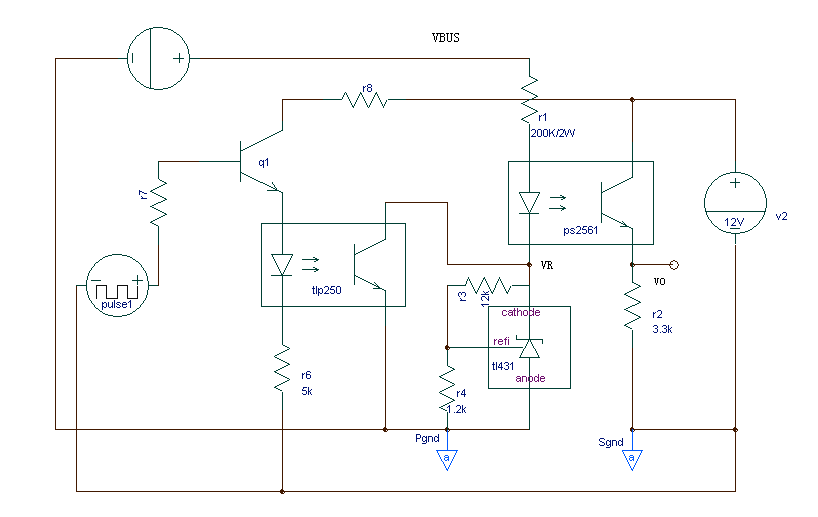 VBUS
r8
r1
200K/2W
q1
r7
12V
v2
ps2561
VR
vo
tlp250
pulse1
r3
12k
cathode
r2
3.3k
refi
tl431
anode
r6
5k
r4
1.2k
Pgnd
Sgnd
a
a